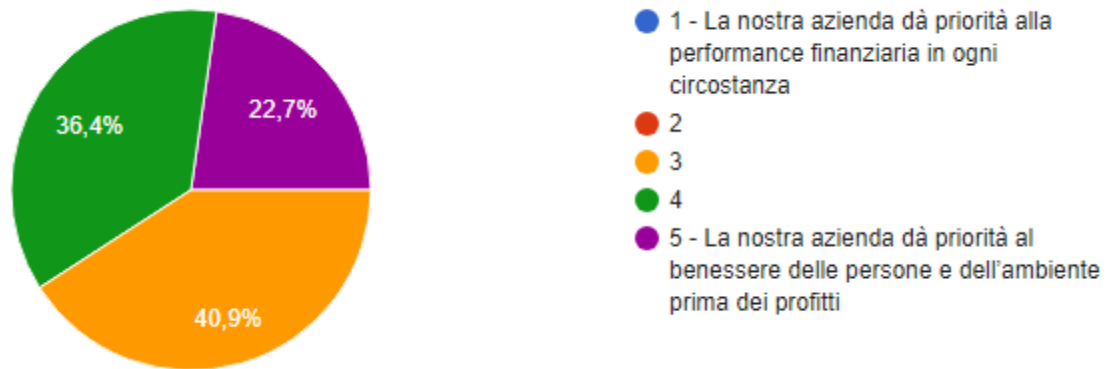 36,4%
22,7%
40,9%
1 - La nostra azienda dà priorità alla
performance finanziaria in ogni
circostanza
2
3
4
5 - La nostra azienda dà priorità al
benessere delle persone e dell'ambiente
prima dei profitti